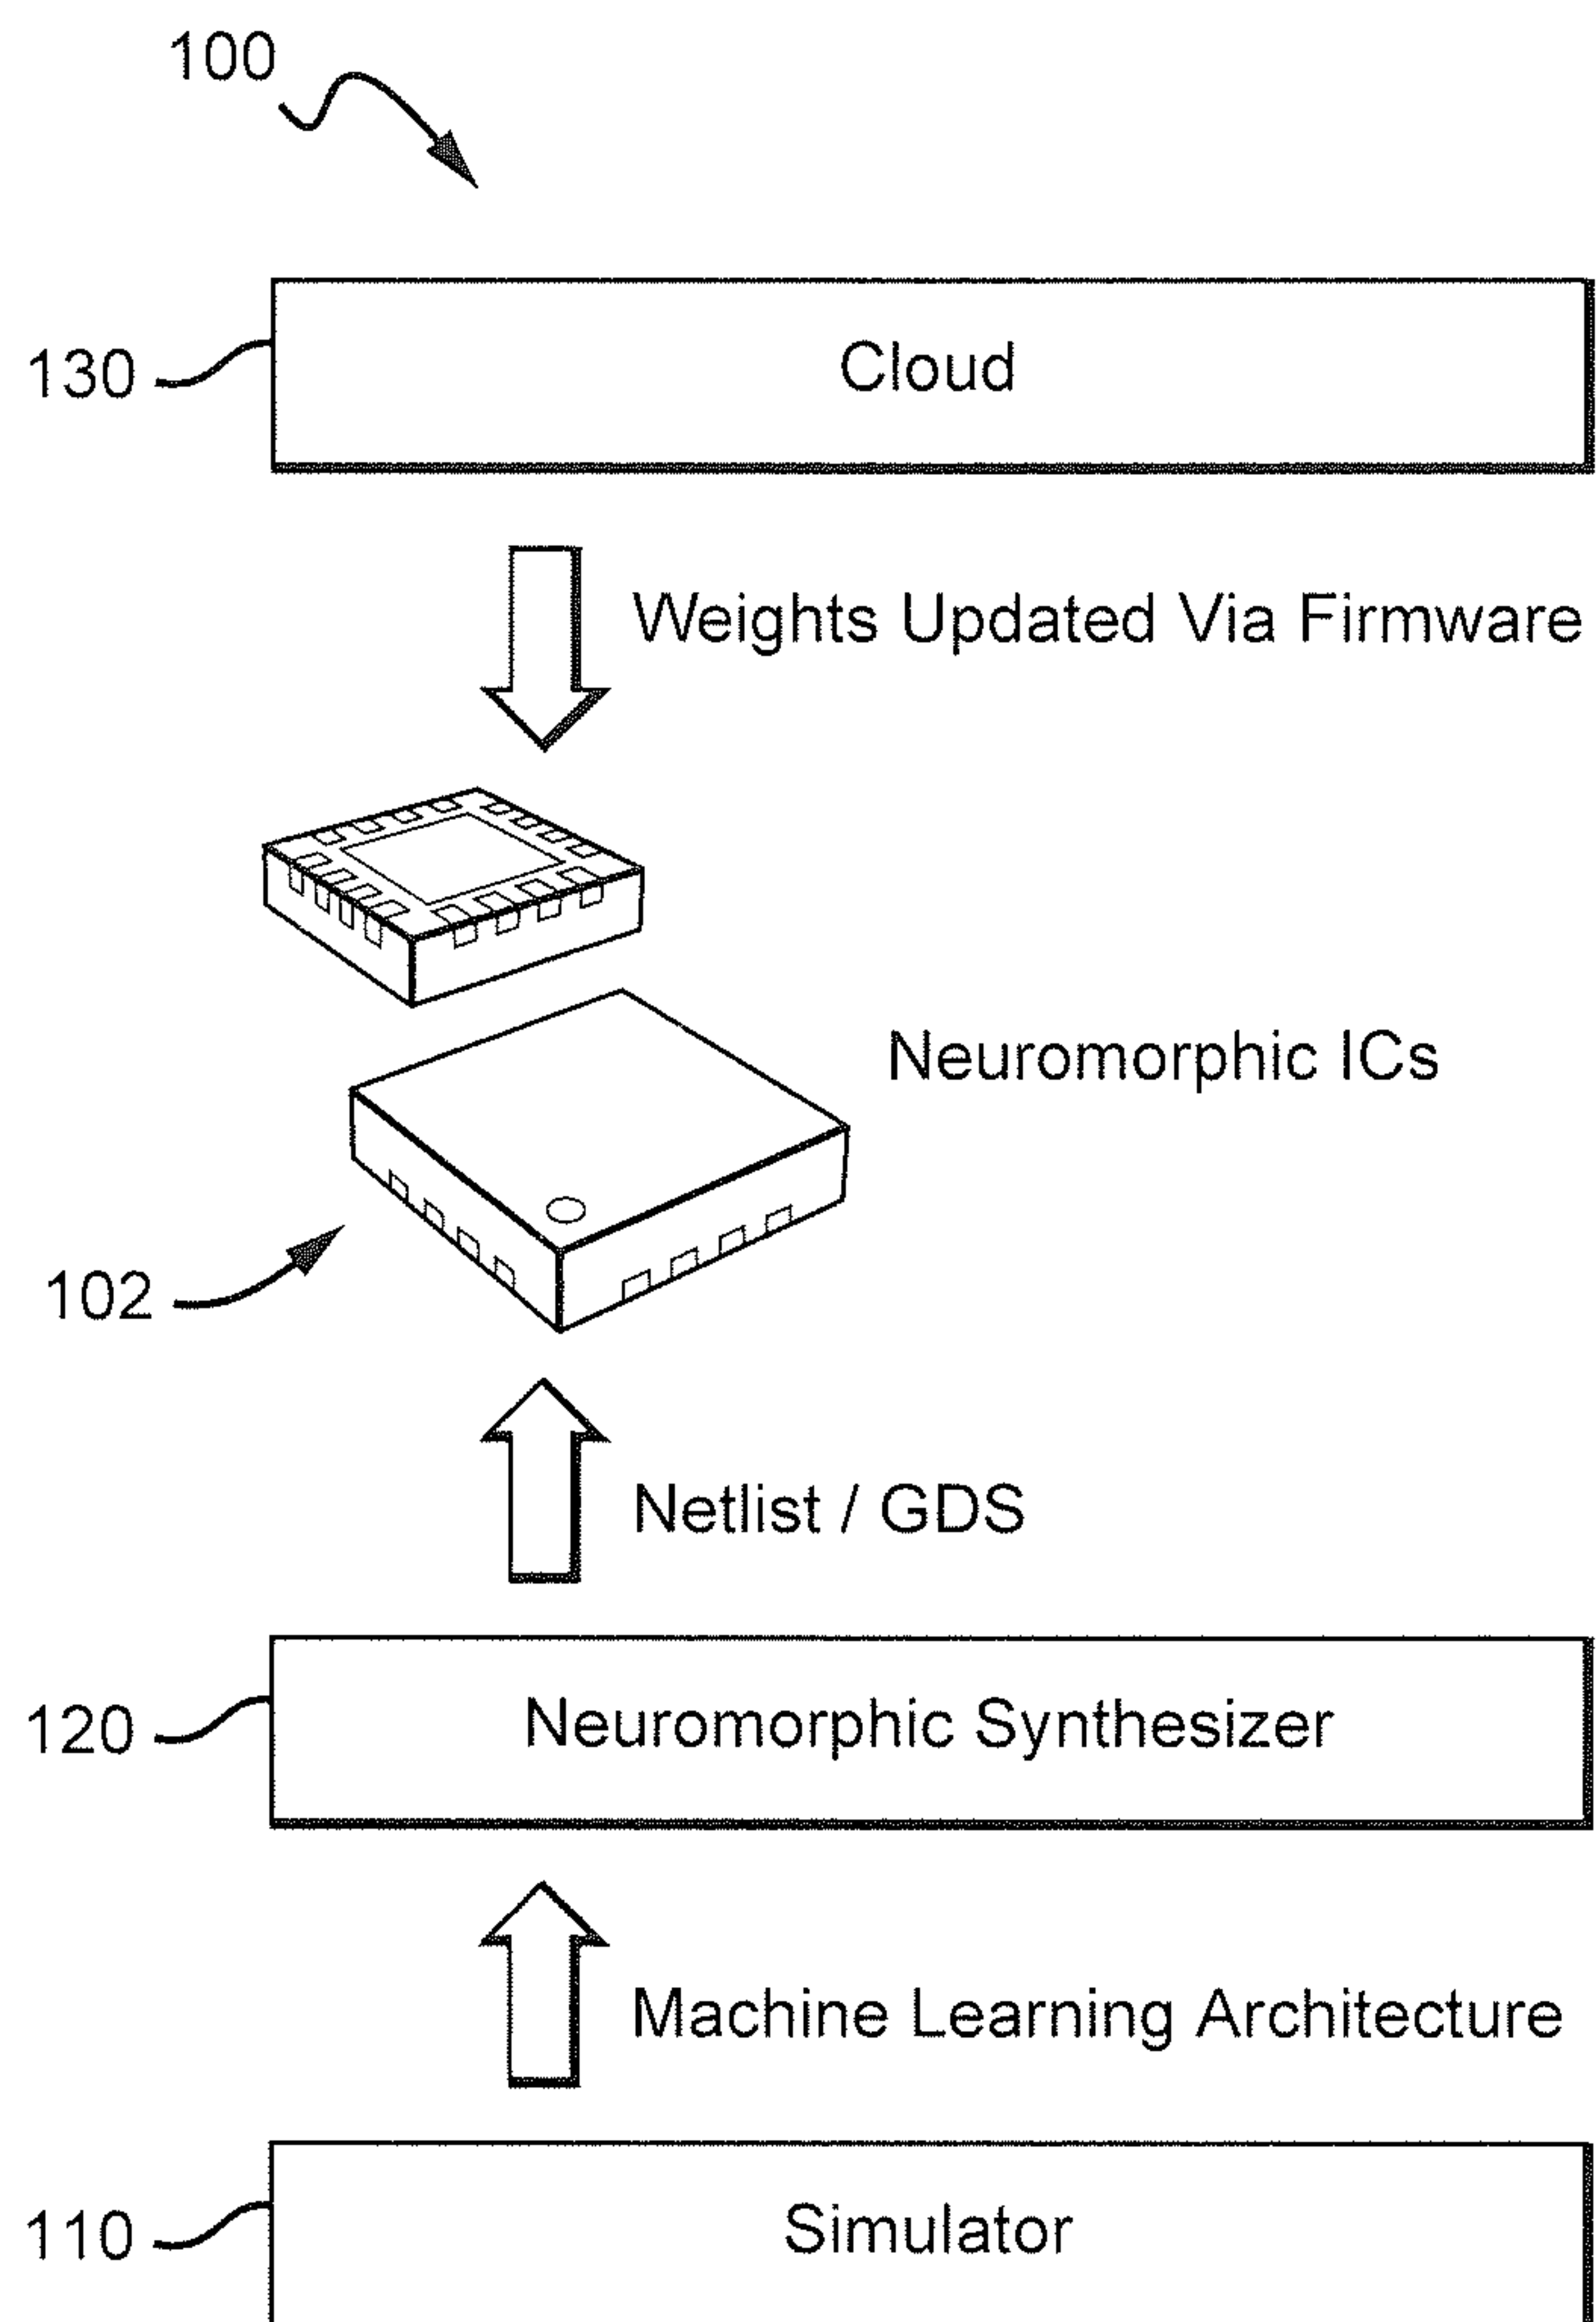 100
130
Cloud
Weights Updated Via Firmware
Neuromorphic ICs
102
Netlist / GDS
120
Neuromorphic Synthesizer
Machine Learning Architecture
110
Simulator